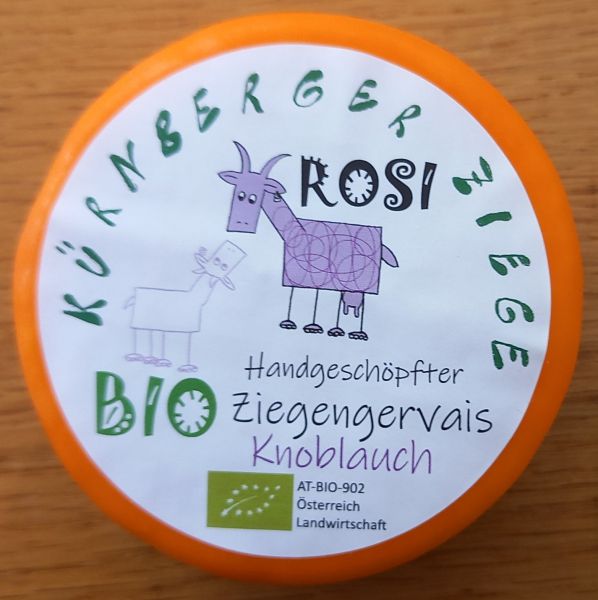 KÜRNBERGER ZIEGE
ROSI
Handgeschöpfter
BIO Ziegengervais
Knoblauch
AT-BIO-902
Österreich
Landwirtschaft